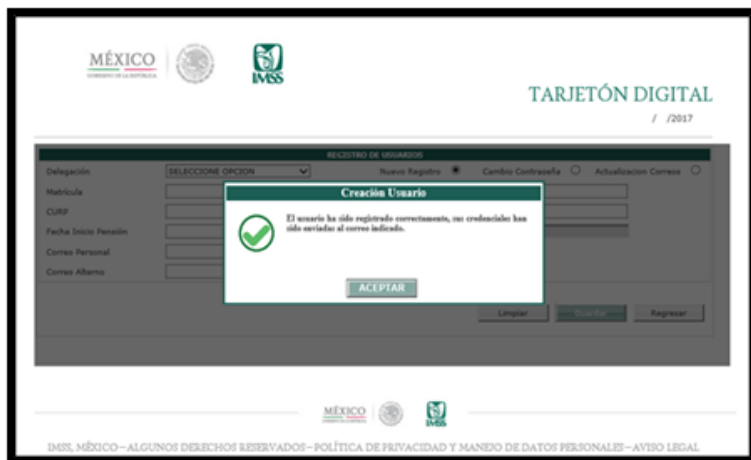 MÉXICO
GOBIERNO DE LA REPÚBLICA
IMSS
TARJETÓN DIGITAL
/ /2017
REGISTRO DE USUARIOS
Delegación SELECCIONE OPCION Nuevo Registro Cambio Contraseña Actualizacion Correos
Matrícula
CURP
Fecha Inicio Pensión
Correo Personal
Correo Alterno
Creación Usuario
El usuario ha sido registrado correctamente, sus credenciales han
sido enviadas al correo indicado.
ACEPTAR
Limpiar Guardar Regresar
MÉXICO
IMSS
IMSS, MÉXICO-ALGUNOS DERECHOS RESERVADOS-POLÍTICA DE PRIVACIDAD Y MANEJO DE DATOS PERSONALES-AVISO LEGAL